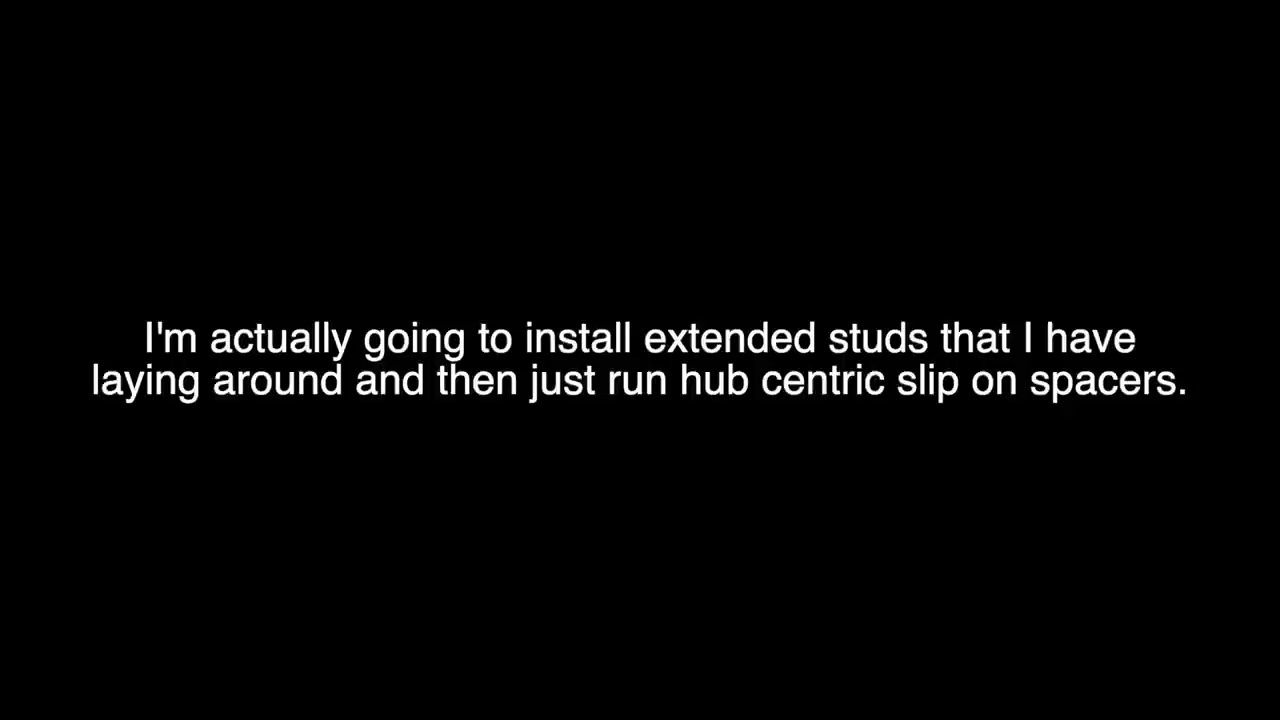 I'm actually going to install extended studs that I have
laying around and then just run hub centric slip on spacers.